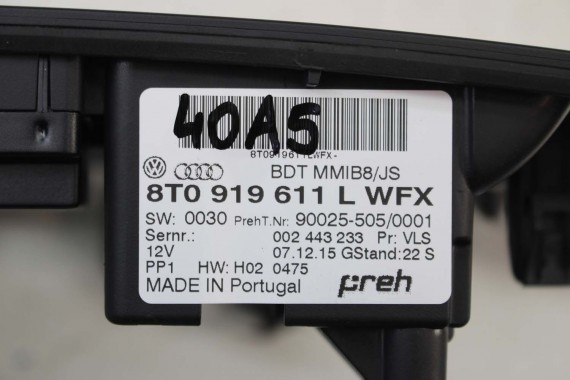 40A5
8T0919611LWFX-
BDT MMIB8/JS
8T0 919 611 L WFX
SW: 0030 PrehT.Nr: 90025-505/0001
Sernr.: 002 443 233 Pr: VLS
12V 07.12.15 GStand:22 S
PP1 HW: H02 0475
MADE IN Portugal preh